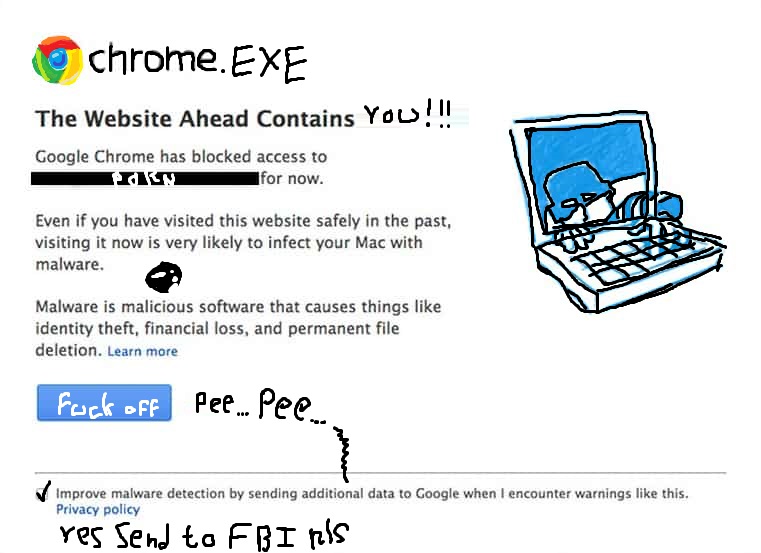 chrome.EXE
The Website Ahead Contains YOU!!!
Google Chrome has blocked access to
PORN for now.
Even if you have visited this website safely in the past,
visiting it now is very likely to infect your Mac with
malware.
Malware is malicious software that causes things like
identity theft, financial loss, and permanent file
deletion. Learn more
Fuck OFF Pee... Pee...
Improve malware detection by sending additional data to Google when I encounter warnings like this.
Privacy policy
Yes Send to FBI pls